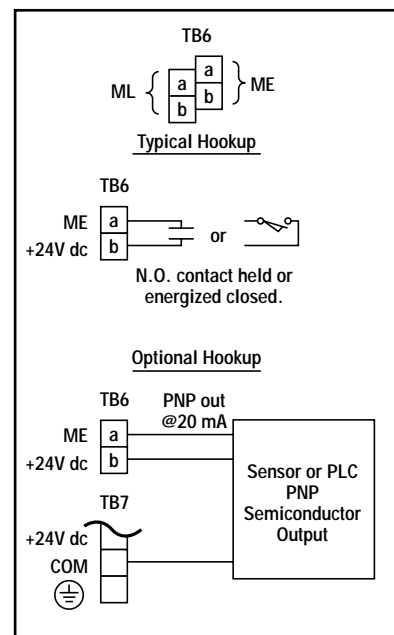 TB6
a
ML a ME
b
b
Typical Hookup
TB6
ME a
+24V dc b
or
N.O. contact held or
energized closed.
Optional Hookup
TB6 PNP out
@20 mA
ME a
+24V dc b
Sensor or PLC
PNP
Semiconductor
Output
TB7
+24V dc
COM